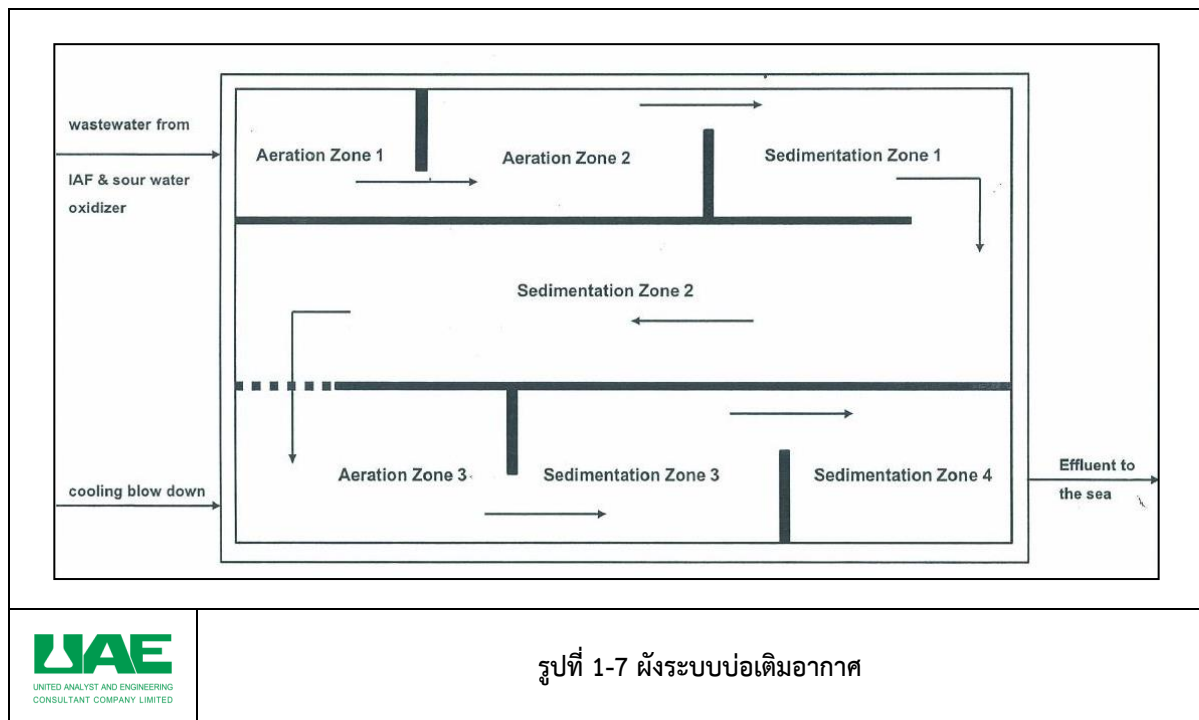 wastewater from
IAF & sour water
oxidizer
Aeration Zone 1
Aeration Zone 2
Sedimentation Zone 1
Sedimentation Zone 2
Aeration Zone 3
Sedimentation Zone 3
Sedimentation Zone 4
cooling blow down
Effluent to
the sea
UAE
UNITED ANALYST AND ENGINEERING
CONSULTANT COMPANY LIMITED
รูปที่ 1-7 ผังระบบบ่อเติมอากาศ